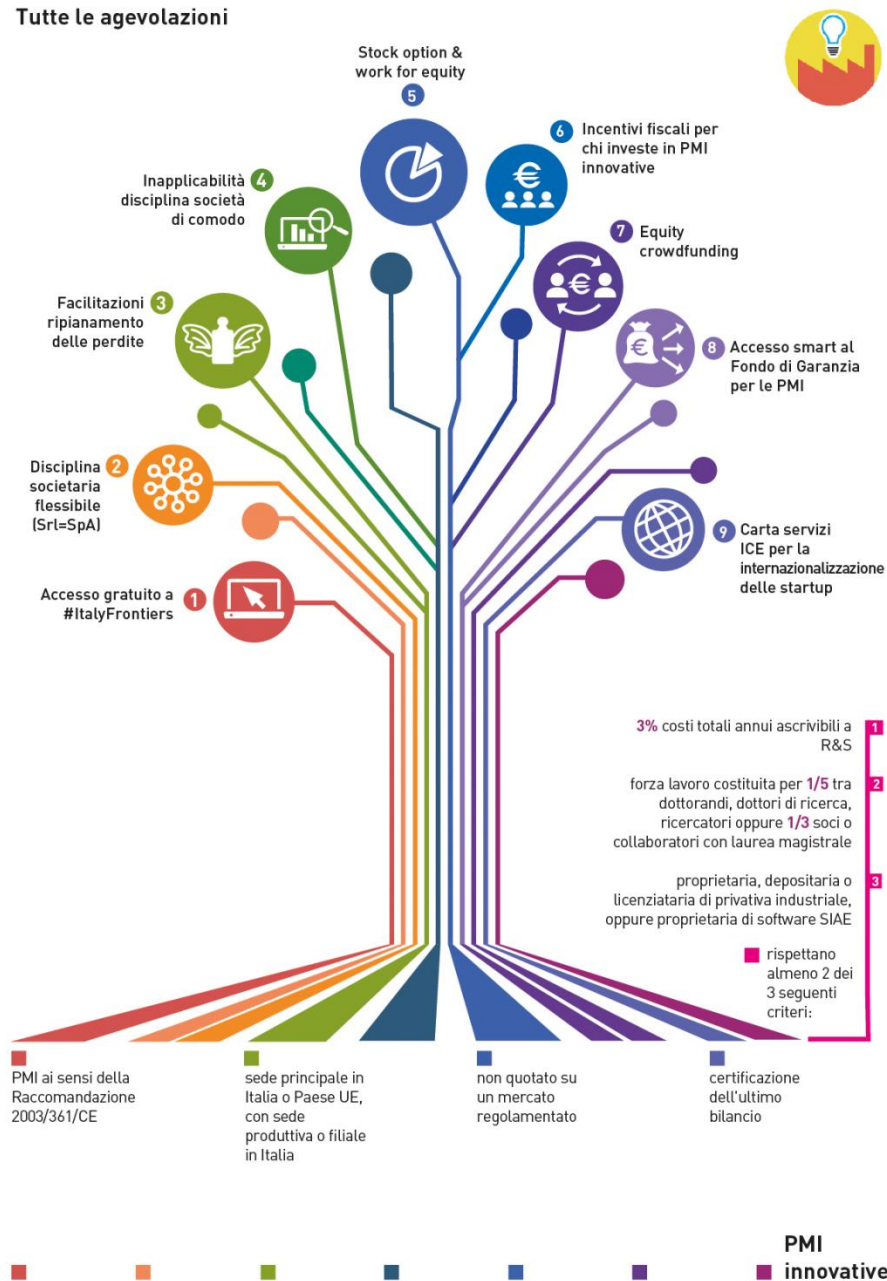 Tutte le agevolazioni
Stock option &
work for equity
5
6
Incentivi fiscali per
chi investe in PMI
innovative
Inapplicabilità
disciplina società
di comodo
4
7
Equity
crowdfunding
Facilitazioni
ripianamento
delle perdite
3
8
Accesso smart al
Fondo di Garanzia
per le PMI
Disciplina
societaria
flessibile
(Srl=SpA)
2
9
Carta servizi
ICE per la
internazionalizzazione
delle startup
Accesso gratuito a
#ItalyFrontiers
1
3% costi totali annui ascrivibili a
R&S
1
forza lavoro costituita per 1/5 tra
dottorandi, dottori di ricerca,
ricercatori oppure 1/3 soci o
collaboratori con laurea magistrale
2
proprietaria, depositaria o
licenziataria di privativa industriale,
oppure proprietaria di software SIAE
3
rispettano
almeno 2 dei
3 seguenti
criteri:
PMI ai sensi della
Raccomandazione
2003/361/CE
sede principale in
Italia o Paese UE,
con sede
produttiva o filiale
in Italia
non quotato su
un mercato
regolamentato
certificazione
dell'ultimo
bilancio
PMI
innovative